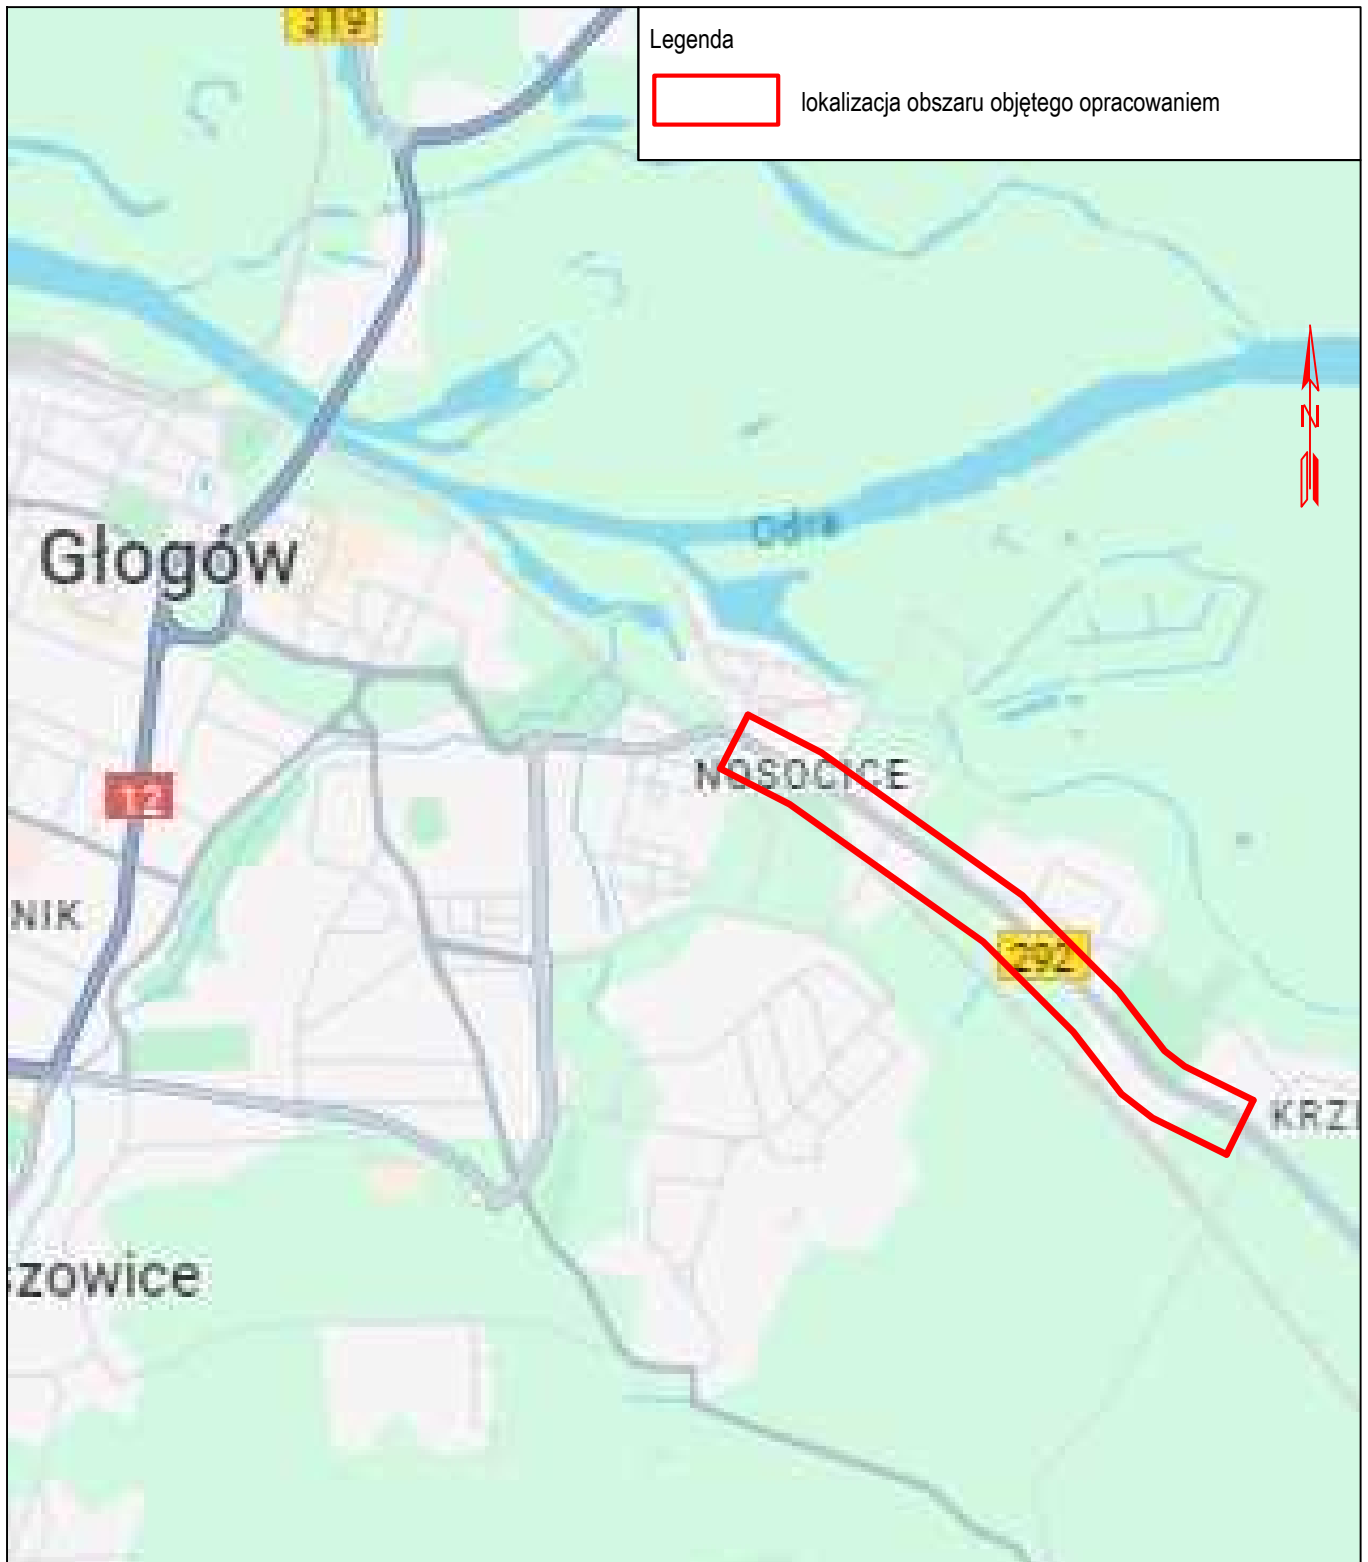 319
Legenda
lokalizacja obszaru objętego opracowaniem
N
Odra
Głogów
NOSOCICE
12
NIK
292
KRZ
szowice